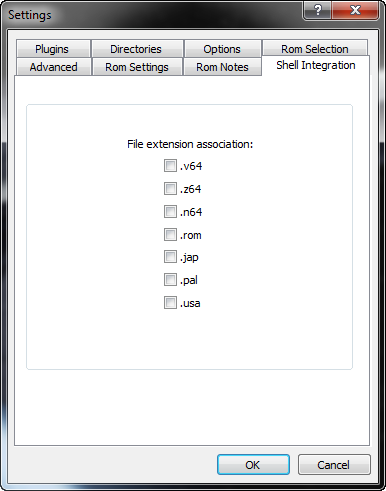 Settings
Plugins Directories Options Rom Selection
Advanced Rom Settings Rom Notes Shell Integration
File extension association:
.v64
.z64
.n64
.rom
.jap
.pal
.usa
OK Cancel